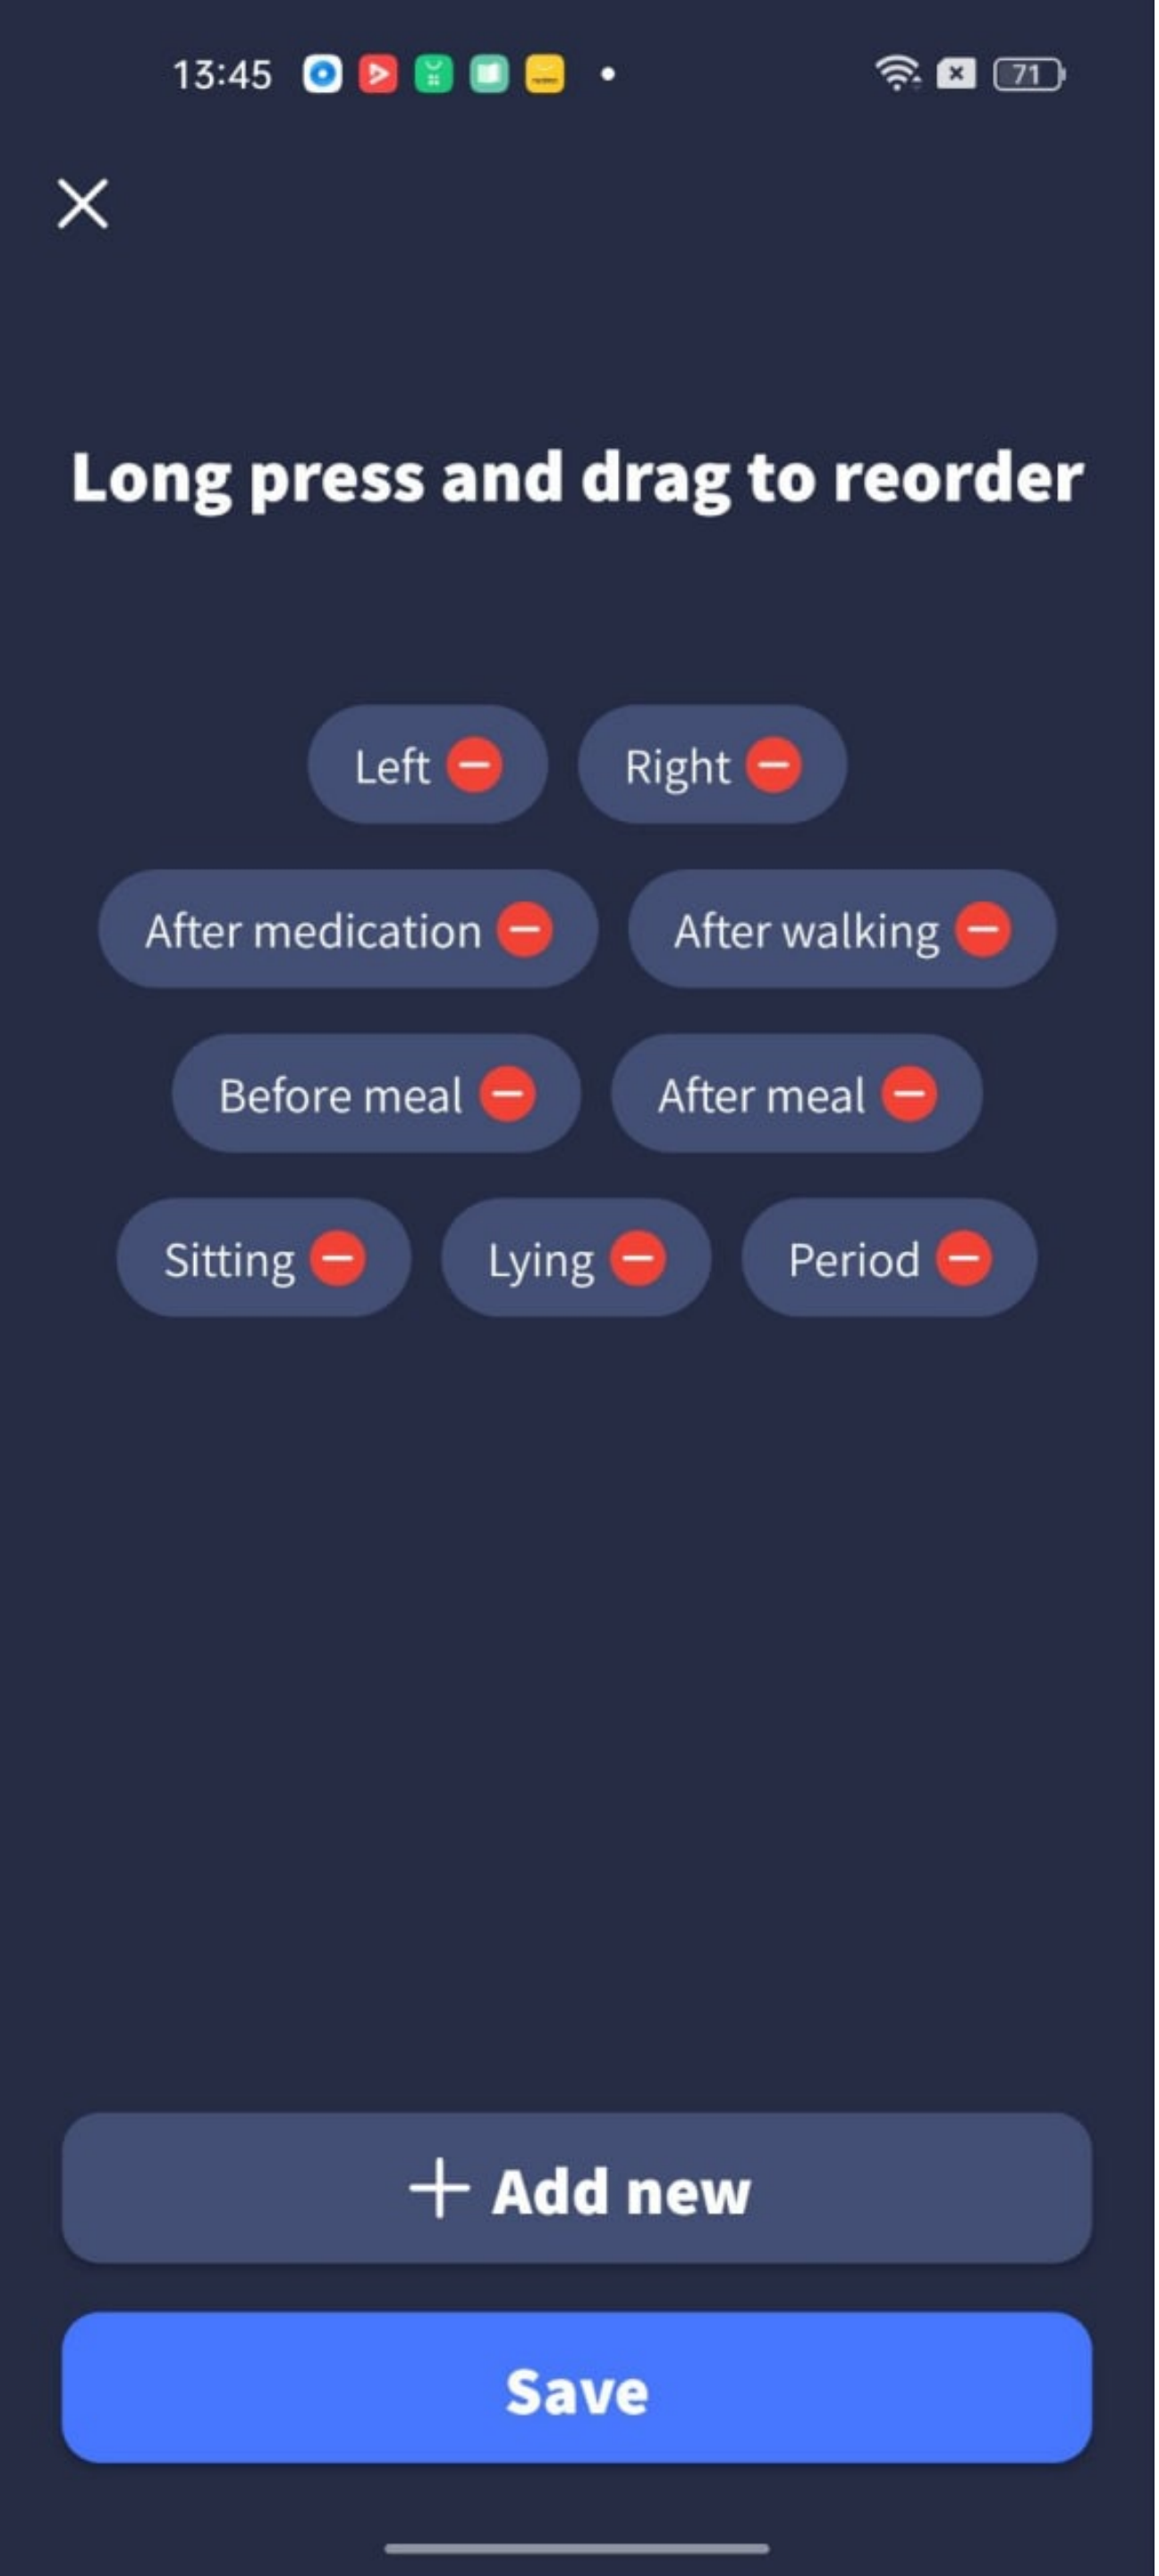 13:45 71
Long press and drag to reorder
Left Right
After medication After walking
Before meal After meal
Sitting Lying Period
Add new
Save